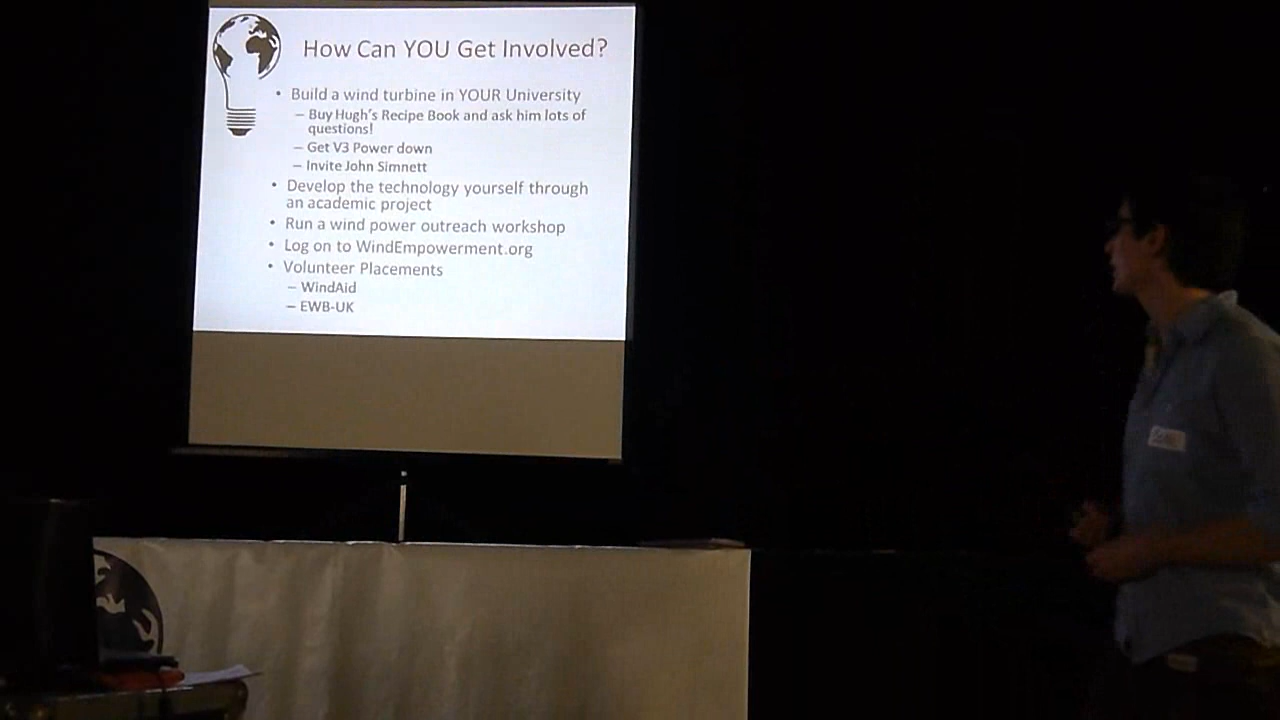 How Can YOU Get Involved?
• Build a wind turbine in YOUR University
– Buy Hugh's Recipe Book and ask him lots of
questions!
– Get V3 Power down
– Invite John Simnett
• Develop the technology yourself through
an academic project
• Run a wind power outreach workshop
• Log on to WindEmpowerment.org
• Volunteer Placements
– WindAid
– EWB-UK